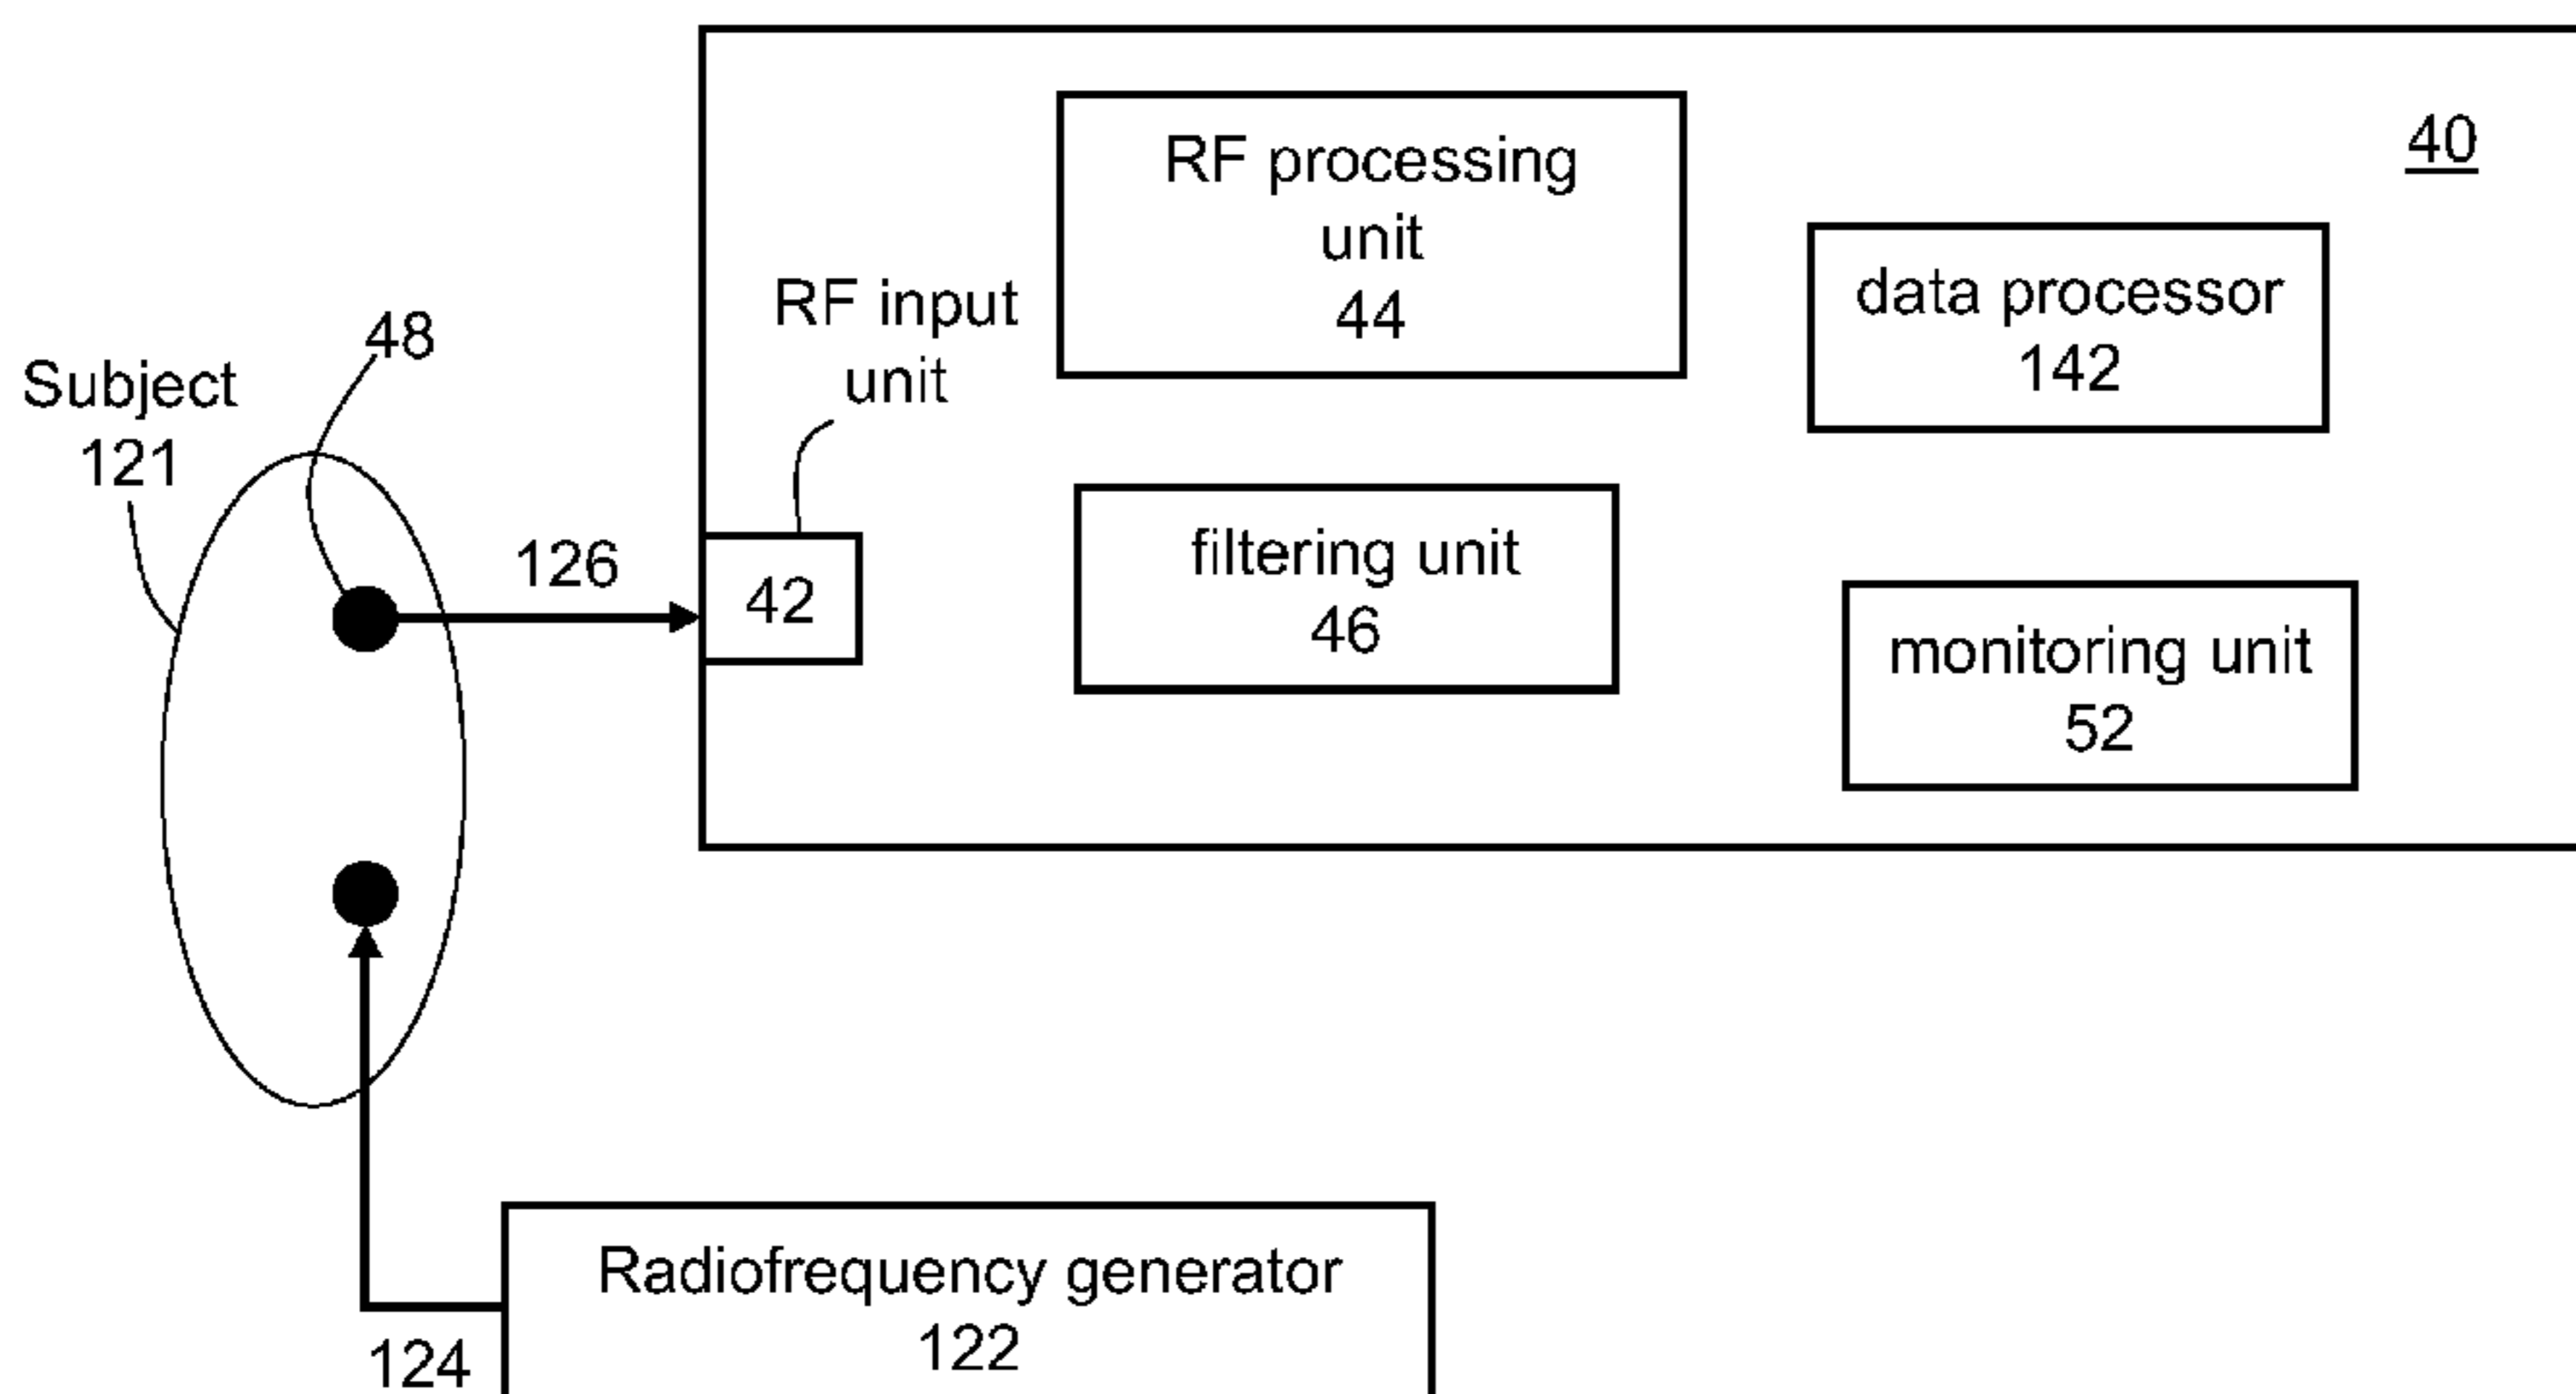 40
RF processing
unit
44
data processor
142
RF input
unit
48
Subject
121
126
42
filtering unit
46
monitoring unit
52
Radiofrequency generator
122
124